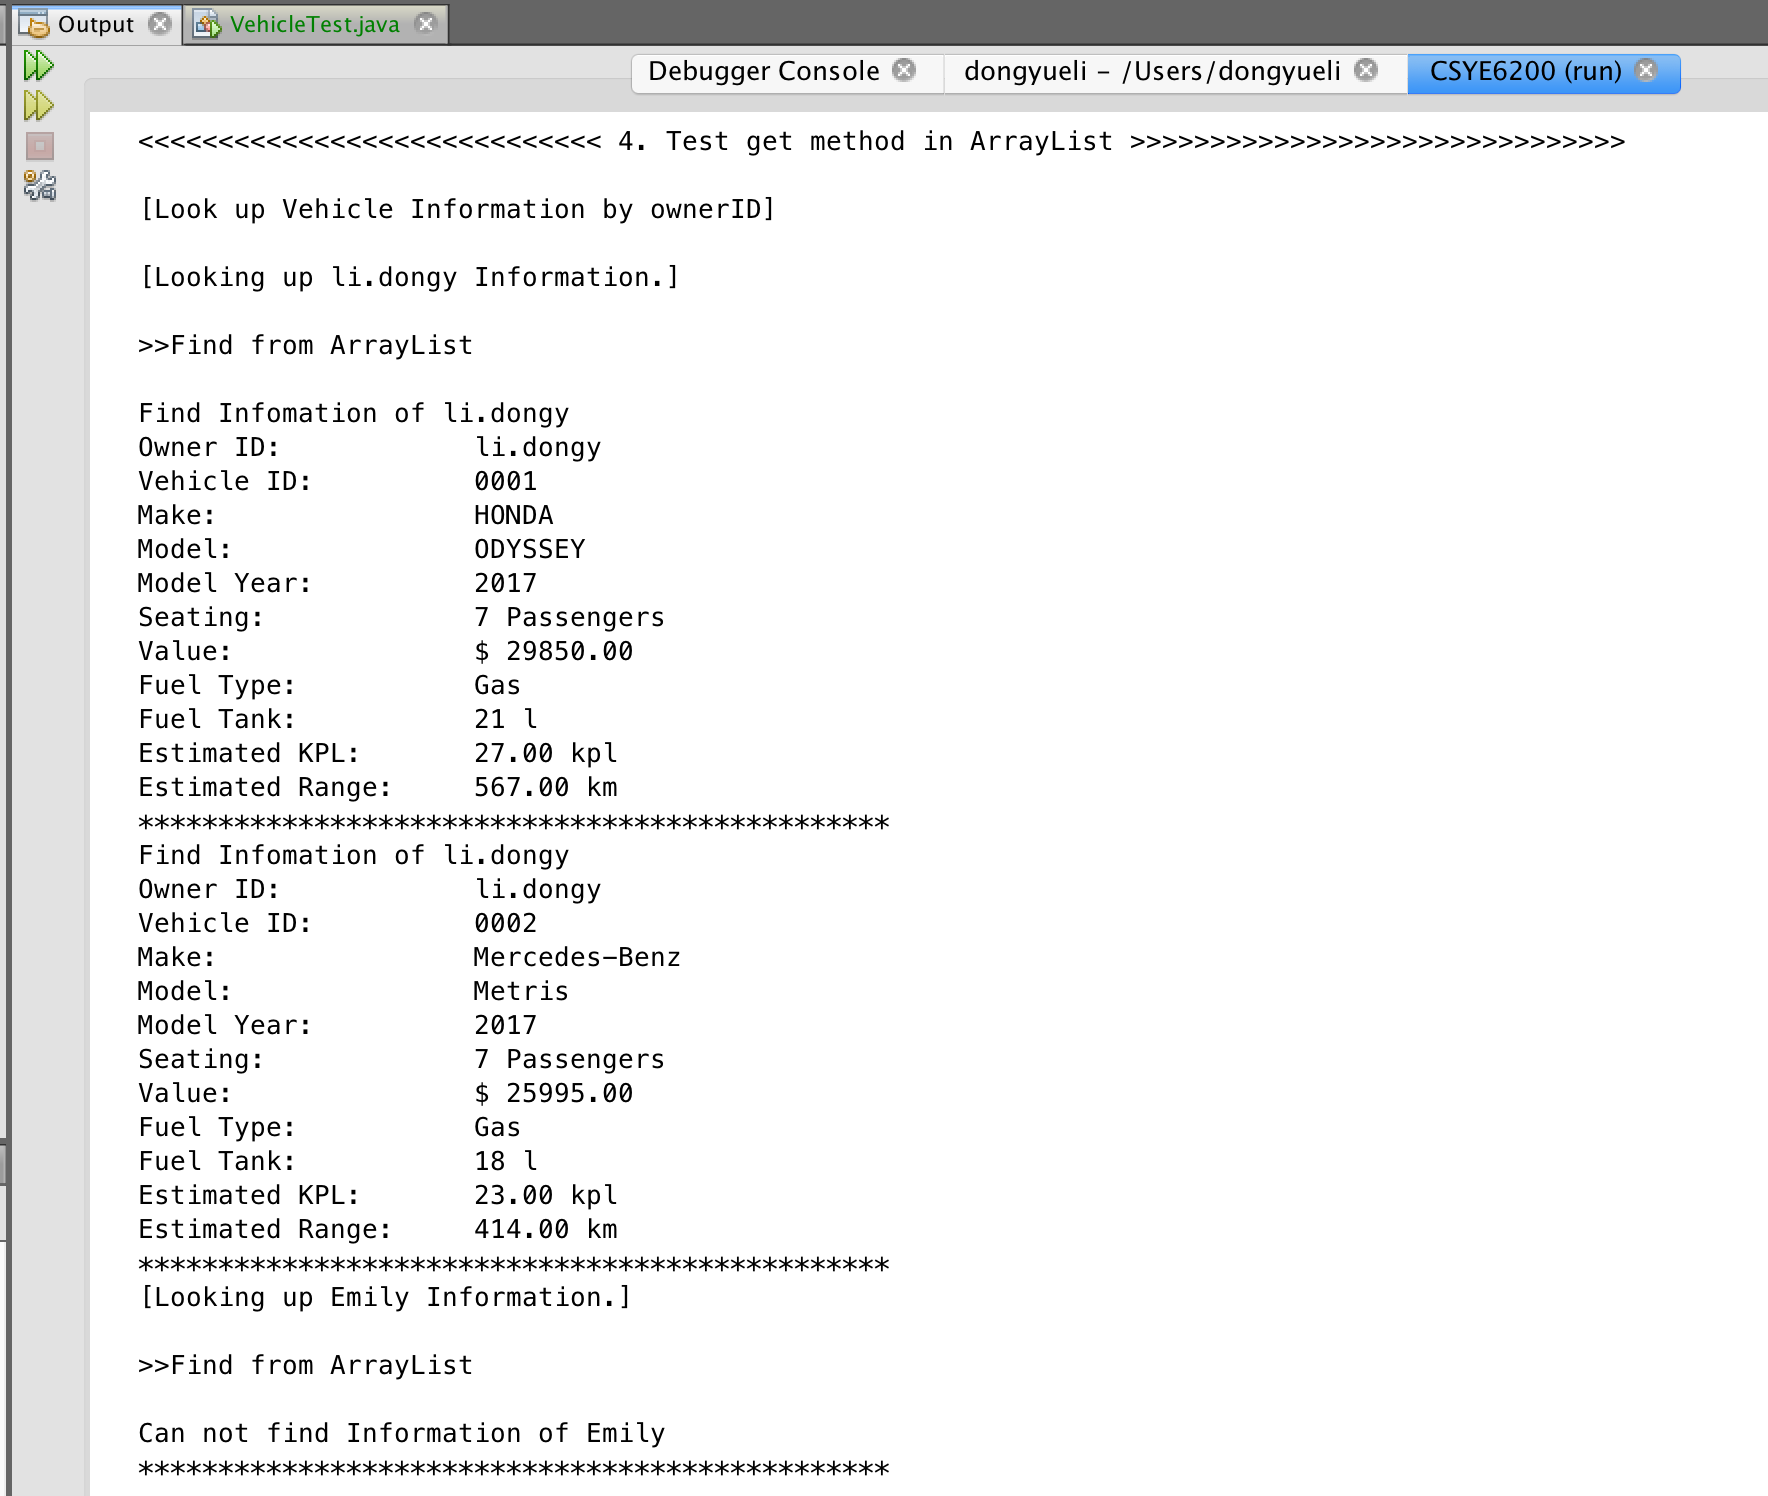 Output VehicleTest.java
Debugger Console dongyueli – /Users/dongyueli CSYE6200 (run)
<<<<<<<<<<<<<<<<<<<<<<<<<<<<< 4. Test get method in ArrayList >>>>>>>>>>>>>>>>>>>>>>>>>>>>>>>
[Look up Vehicle Information by ownerID]
[Looking up li.dongy Information.]
>>Find from ArrayList
Find Infomation of li.dongy
Owner ID: li.dongy
Vehicle ID: 0001
Make: HONDA
Model: ODYSSEY
Model Year: 2017
Seating: 7 Passengers
Value: $ 29850.00
Fuel Type: Gas
Fuel Tank: 21 l
Estimated KPL: 27.00 kpl
Estimated Range: 567.00 km
***********************************************
Find Infomation of li.dongy
Owner ID: li.dongy
Vehicle ID: 0002
Make: Mercedes-Benz
Model: Metris
Model Year: 2017
Seating: 7 Passengers
Value: $ 25995.00
Fuel Type: Gas
Fuel Tank: 18 l
Estimated KPL: 23.00 kpl
Estimated Range: 414.00 km
***********************************************
[Looking up Emily Information.]
>>Find from ArrayList
Can not find Information of Emily
***********************************************